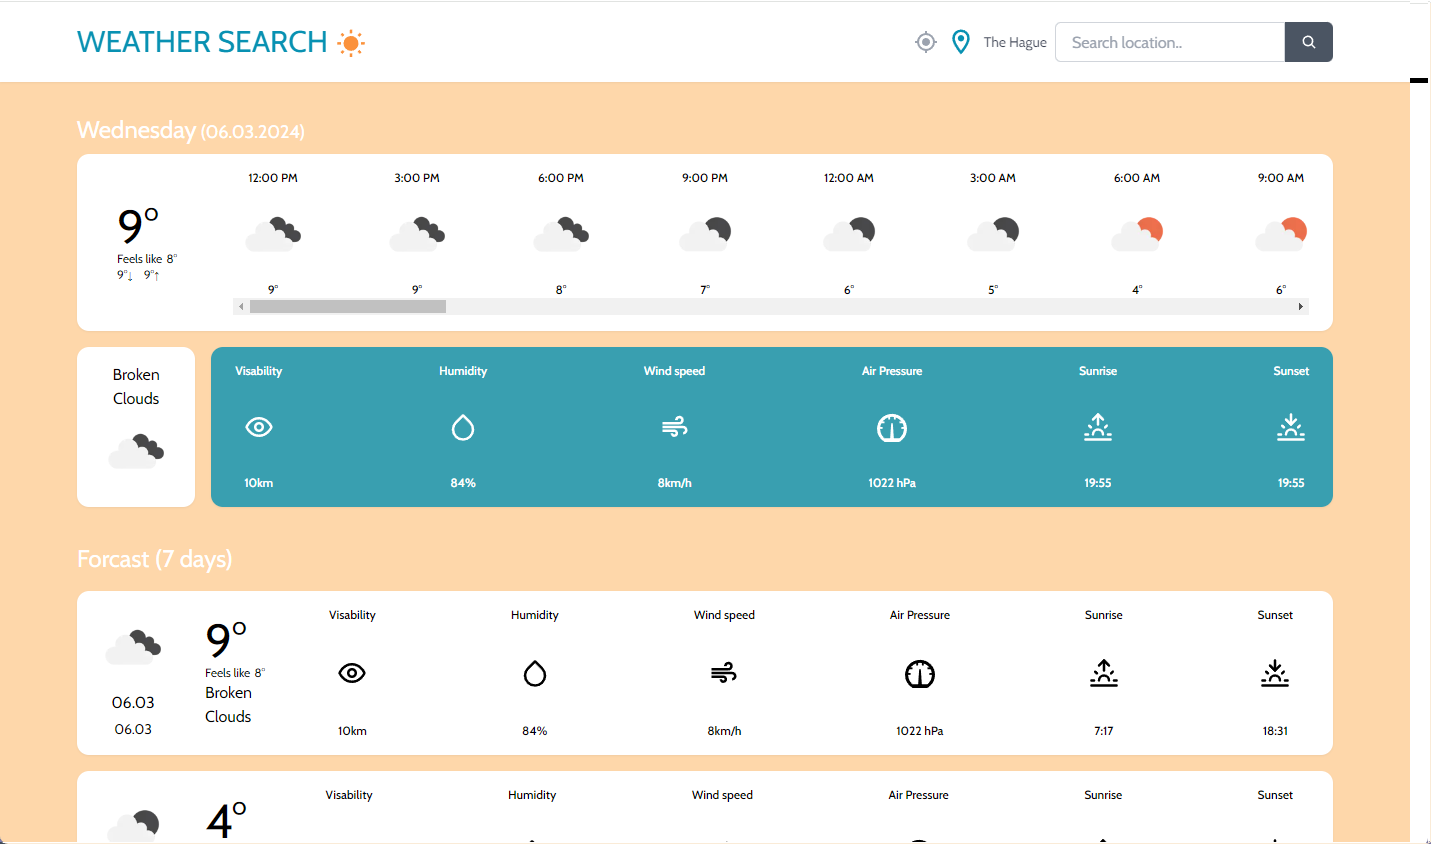 WEATHER SEARCH
The Hague
Search location..
Wednesday (06.03.2024)
12:00 PM 3:00 PM 6:00 PM 9:00 PM 12:00 AM 3:00 AM 6:00 AM 9:00 AM
9°
Feels like 8°
9°↓ 9°↑
9° 9° 8° 7° 6° 5° 4° 6°
Broken
Clouds
Visability Humidity Wind speed Air Pressure Sunrise Sunset
10km 84% 8km/h 1022 hPa 19:55 19:55
Forcast (7 days)
Visability Humidity Wind speed Air Pressure Sunrise Sunset
9°
Feels like 8°
Broken
Clouds
06.03
06.03
10km 84% 8km/h 1022 hPa 7:17 18:31
Visability Humidity Wind speed Air Pressure Sunrise Sunset
4°